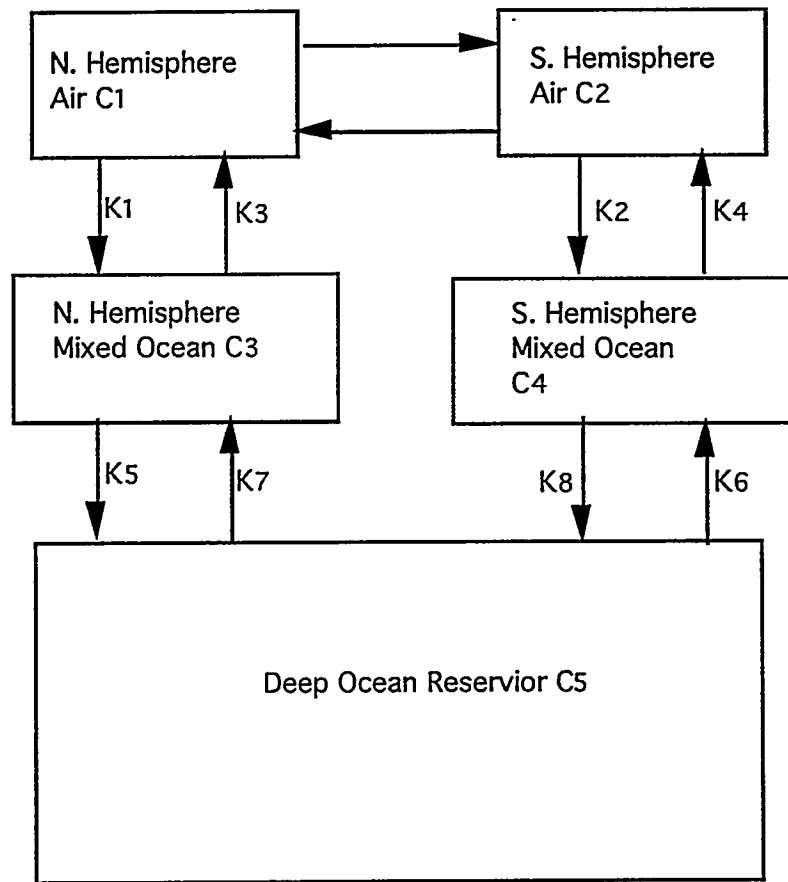 N. Hemisphere
Air C1
S. Hemisphere
Air C2
K1
K3
K2
K4
N. Hemisphere
Mixed Ocean C3
S. Hemisphere
Mixed Ocean
C4
K5
K7
K8
K6
Deep Ocean Reservior C5